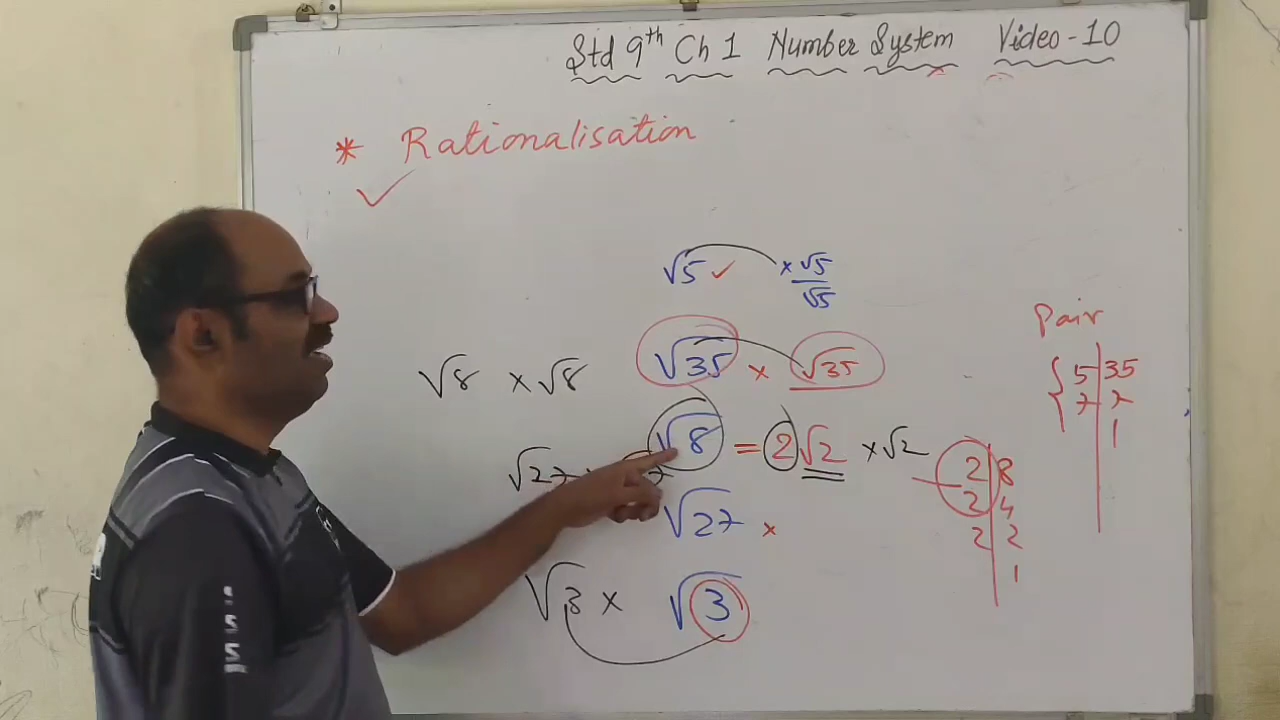 Std 9th Ch 1 Number System Video - 10
* Rationalisation
√5 ✓ × √5
√5
Pair
√35 × √35
5 | 35
7 | 7
1
√8 × √8
√8 = 2√2 × √2
2 | 8
2 | 4
2 | 2
1
√27 ×
√27 ×
√3 × √3